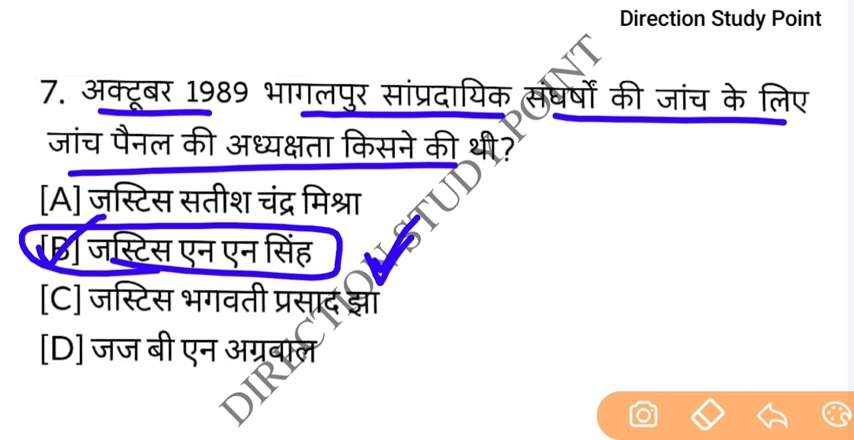 Direction Study Point
7. अक्टूबर 1989 भागलपुर सांप्रदायिक संघर्षों की जांच के लिए
जांच पैनल की अध्यक्षता किसने की थी?
[A] जस्टिस सतीश चंद्र मिश्रा
[B] जस्टिस एन एन सिंह
[C] जस्टिस भगवती प्रसाद झा
[D] जज बी एन अग्रवाल
DIRECTION STUDY POINT